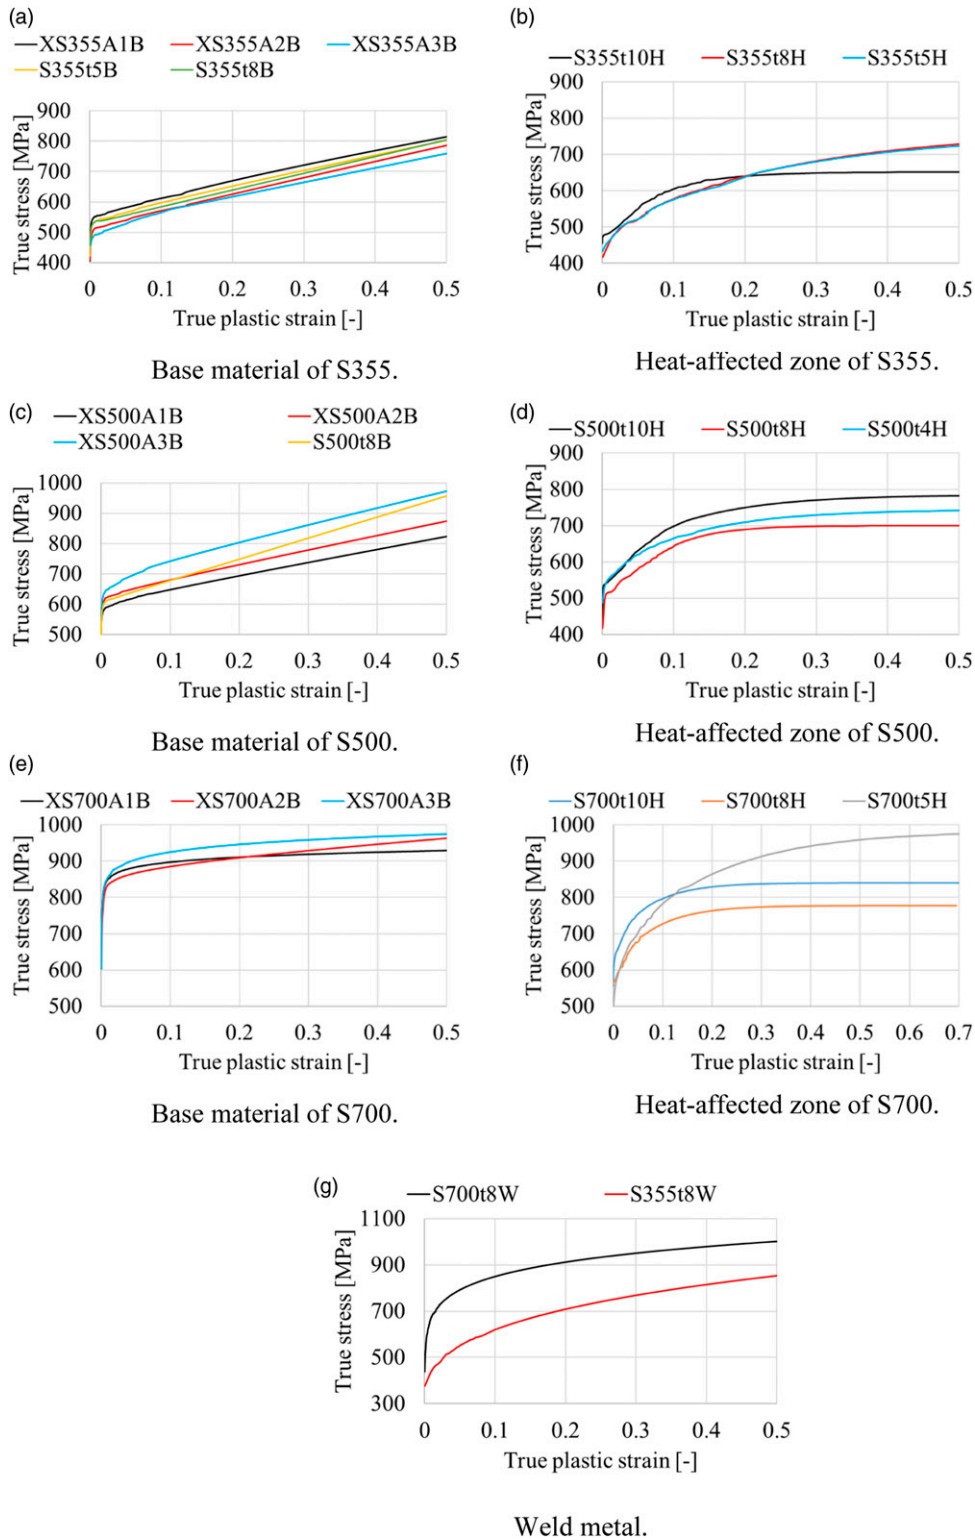 (a)
XS355A1B XS355A2B XS355A3B
S355t5B S355t8B
True stress [MPa]
900
800
700
600
500
400
0 0.1 0.2 0.3 0.4 0.5
True plastic strain [-]
Base material of S355.
(b)
S355t10H S355t8H S355t5H
True stress [MPa]
900
800
700
600
500
400
0 0.1 0.2 0.3 0.4 0.5
True plastic strain [-]
Heat-affected zone of S355.
(c)
XS500A1B XS500A2B
XS500A3B S500t8B
True stress [MPa]
1000
900
800
700
600
500
0 0.1 0.2 0.3 0.4 0.5
True plastic strain [-]
Base material of S500.
(d)
S500t10H S500t8H S500t4H
True stress [MPa]
900
800
700
600
500
400
0 0.1 0.2 0.3 0.4 0.5
True plastic strain [-]
Heat-affected zone of S500.
(e)
XS700A1B XS700A2B XS700A3B
True stress [MPa]
1000
900
800
700
600
500
0 0.1 0.2 0.3 0.4 0.5
True plastic strain [-]
Base material of S700.
(f)
S700t10H S700t8H S700t5H
True stress [MPa]
1000
900
800
700
600
500
0 0.1 0.2 0.3 0.4 0.5 0.6 0.7
True plastic strain [-]
Heat-affected zone of S700.
(g)
S700t8W S355t8W
True stress [MPa]
1100
900
700
500
300
0 0.1 0.2 0.3 0.4 0.5
True plastic strain [-]
Weld metal.